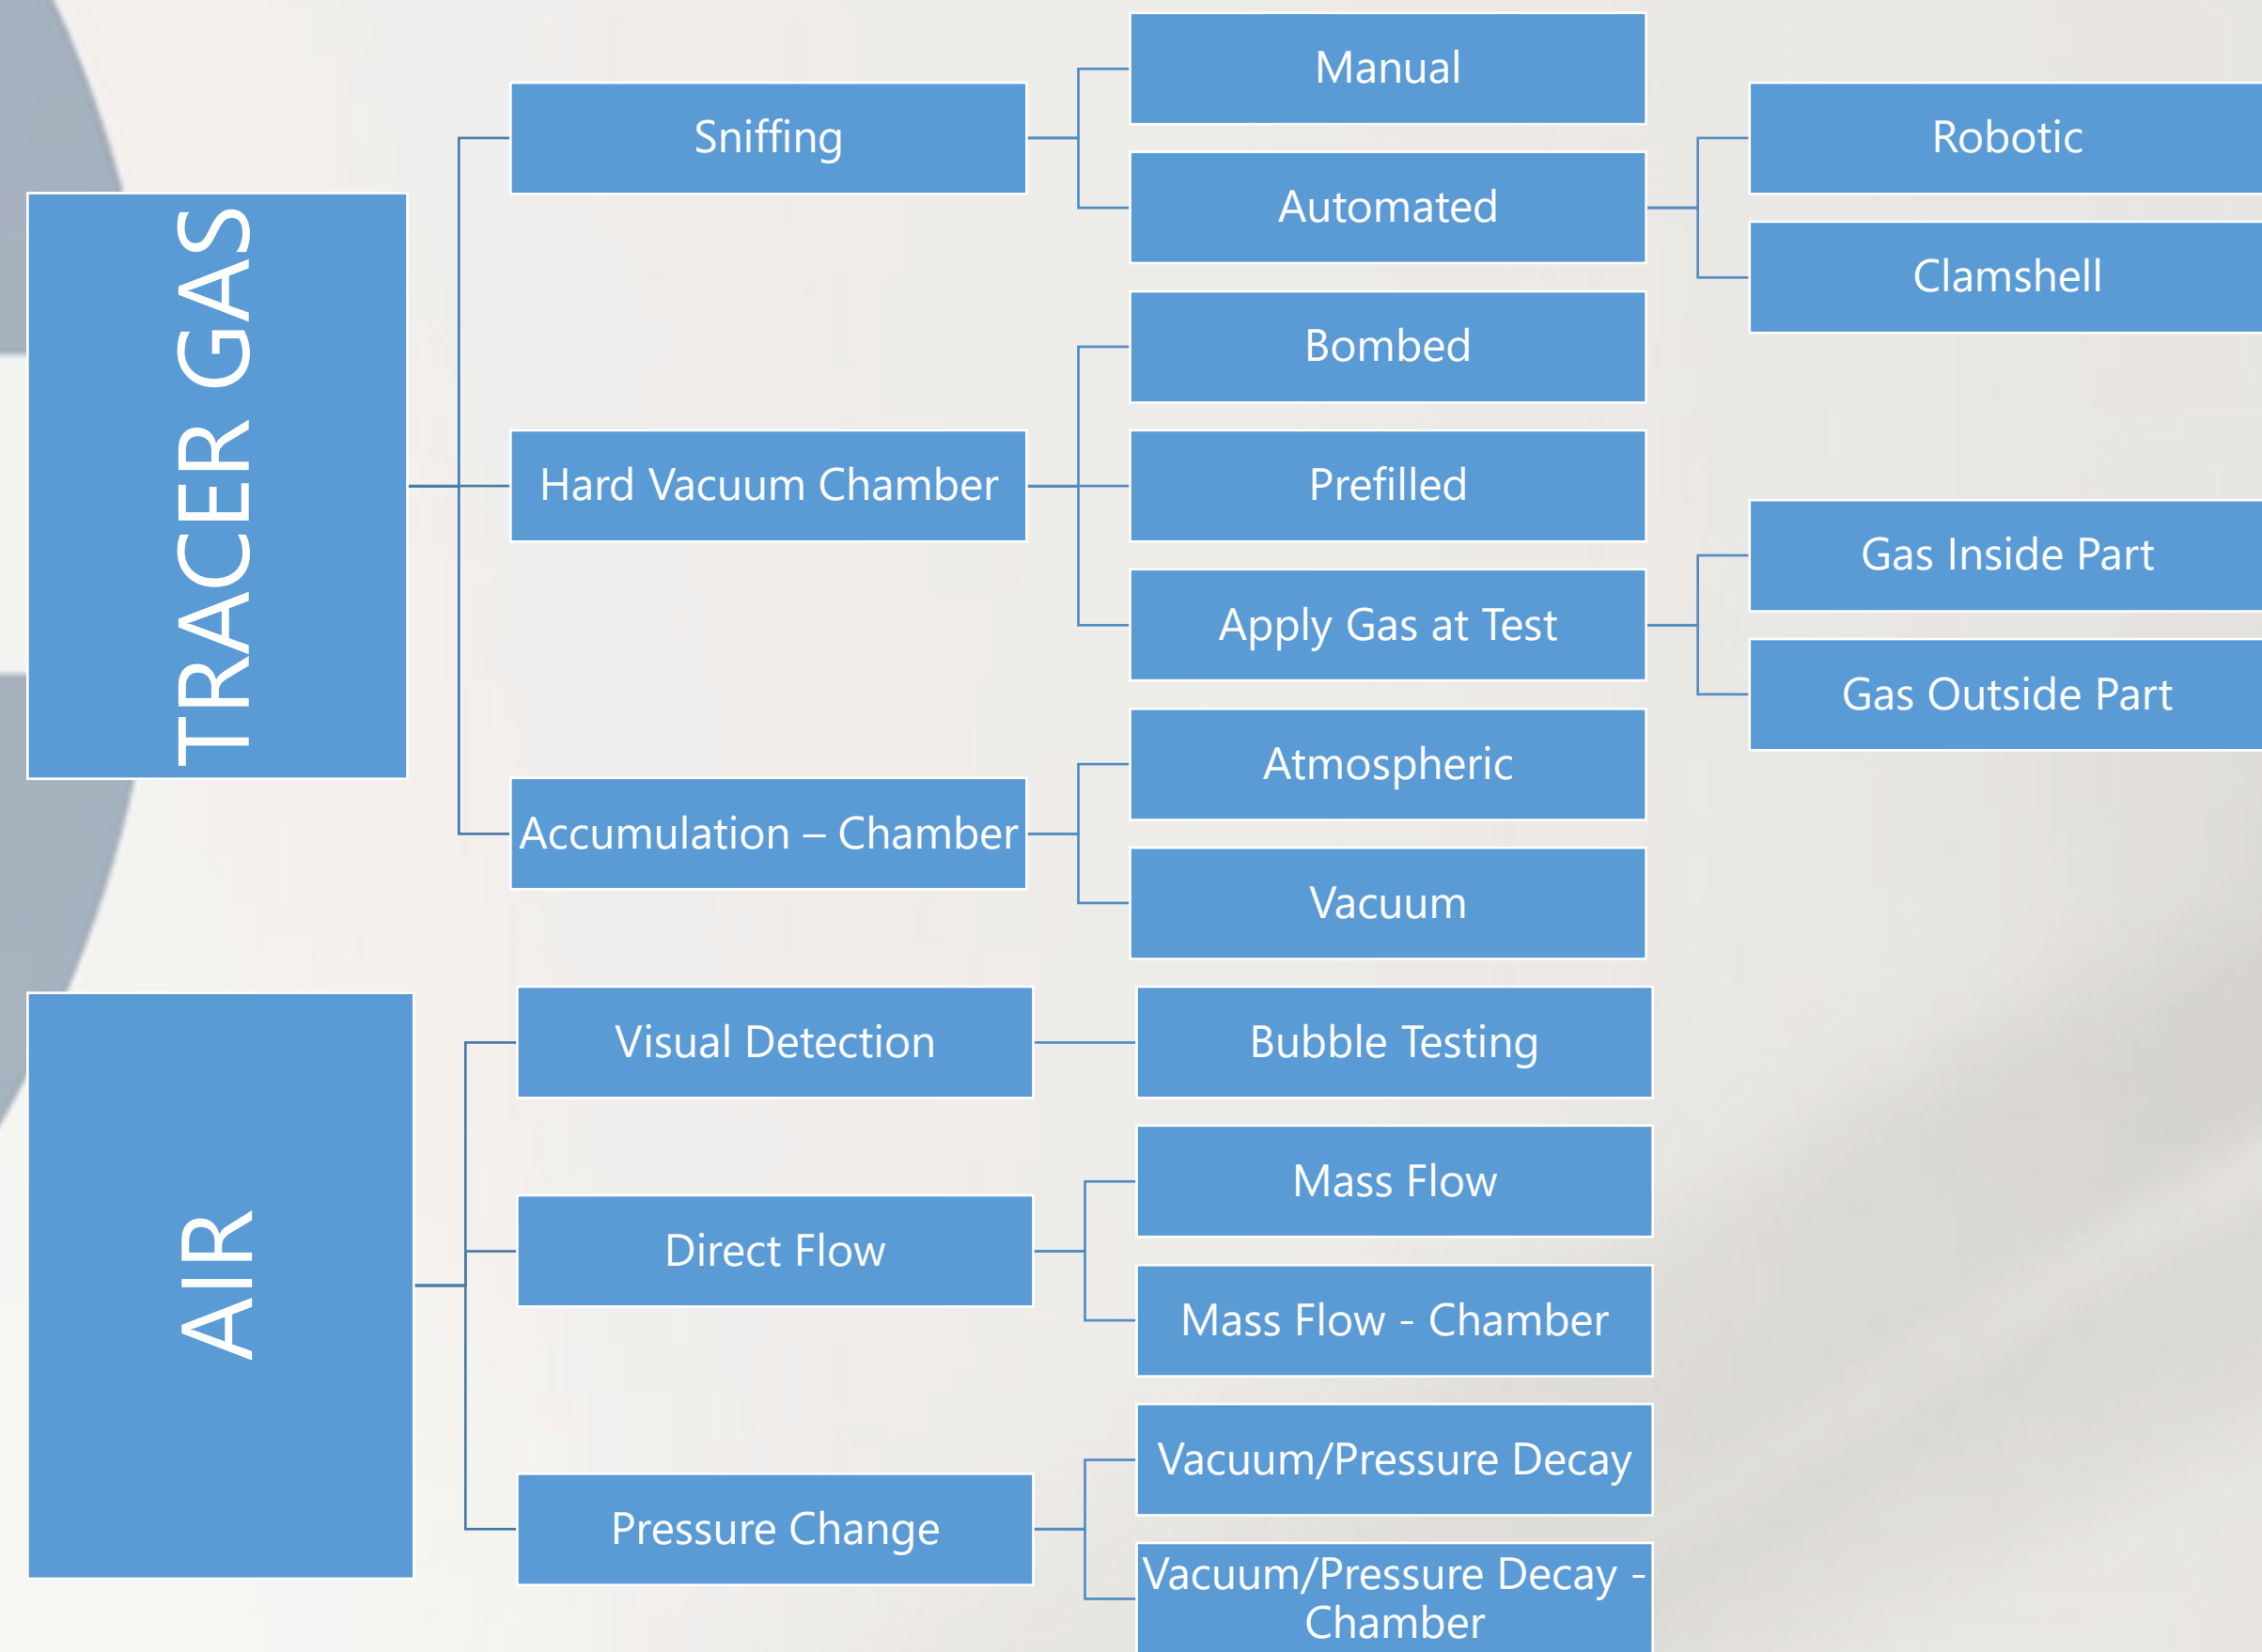 TRACER GAS
Sniffing
Manual
Automated
Robotic
Clamshell
Hard Vacuum Chamber
Bombed
Prefilled
Apply Gas at Test
Gas Inside Part
Gas Outside Part
Accumulation – Chamber
Atmospheric
Vacuum
AIR
Visual Detection
Bubble Testing
Direct Flow
Mass Flow
Mass Flow - Chamber
Pressure Change
Vacuum/Pressure Decay
Vacuum/Pressure Decay -
Chamber